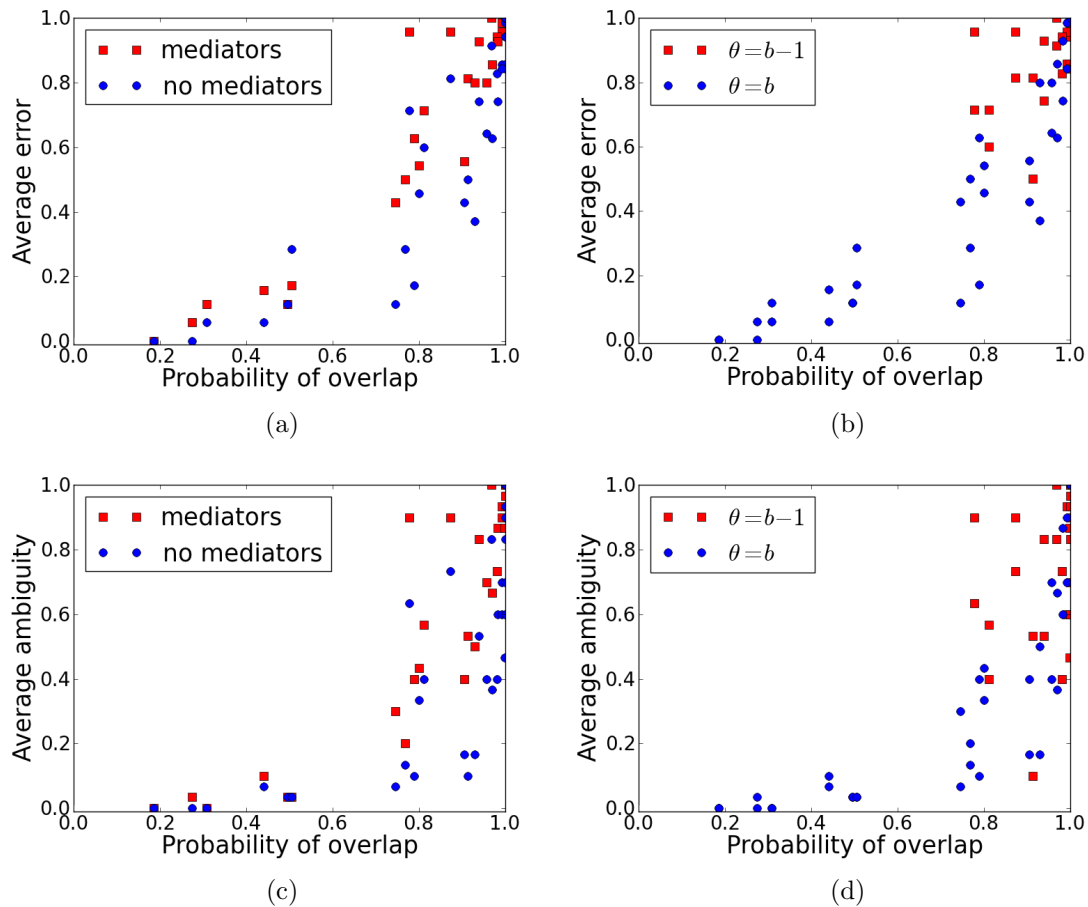 1.0
0.8
0.6
0.4
0.2
0.0
Average error
mediators
no mediators
0.0 0.2 0.4 0.6 0.8 1.0
Probability of overlap
(a)
1.0
0.8
0.6
0.4
0.2
0.0
Average error
θ=b−1
θ=b
0.0 0.2 0.4 0.6 0.8 1.0
Probability of overlap
(b)
1.0
0.8
0.6
0.4
0.2
0.0
Average ambiguity
mediators
no mediators
0.0 0.2 0.4 0.6 0.8 1.0
Probability of overlap
(c)
1.0
0.8
0.6
0.4
0.2
0.0
Average ambiguity
θ=b−1
θ=b
0.0 0.2 0.4 0.6 0.8 1.0
Probability of overlap
(d)